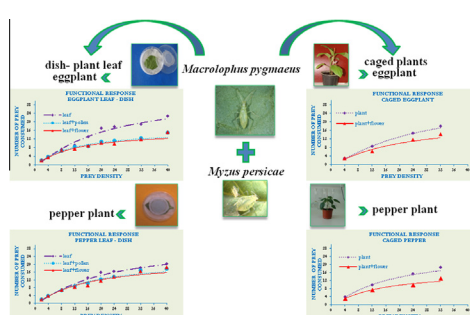 dish- plant leaf
eggplant
Macrolophus pygmaeus
caged plants
eggplant
FUNCTIONAL RESPONSE
EGGPLANT LEAF - DISH
NUMBER OF PREY
CONSUMED
leaf
leaf+pollen
leaf+flower
PREY DENSITY
FUNCTIONAL RESPONSE
CAGED EGGPLANT
NUMBER OF PREY
CONSUMED
plant
plant+flower
PREY DENSITY
Myzus persicae
pepper plant
pepper plant
FUNCTIONAL RESPONSE
PEPPER LEAF - DISH
NUMBER OF PREY
CONSUMED
leaf
leaf+pollen
leaf+flower
FUNCTIONAL RESPONSE
CAGED PEPPER
NUMBER OF PREY
CONSUMED
plant
plant+flower